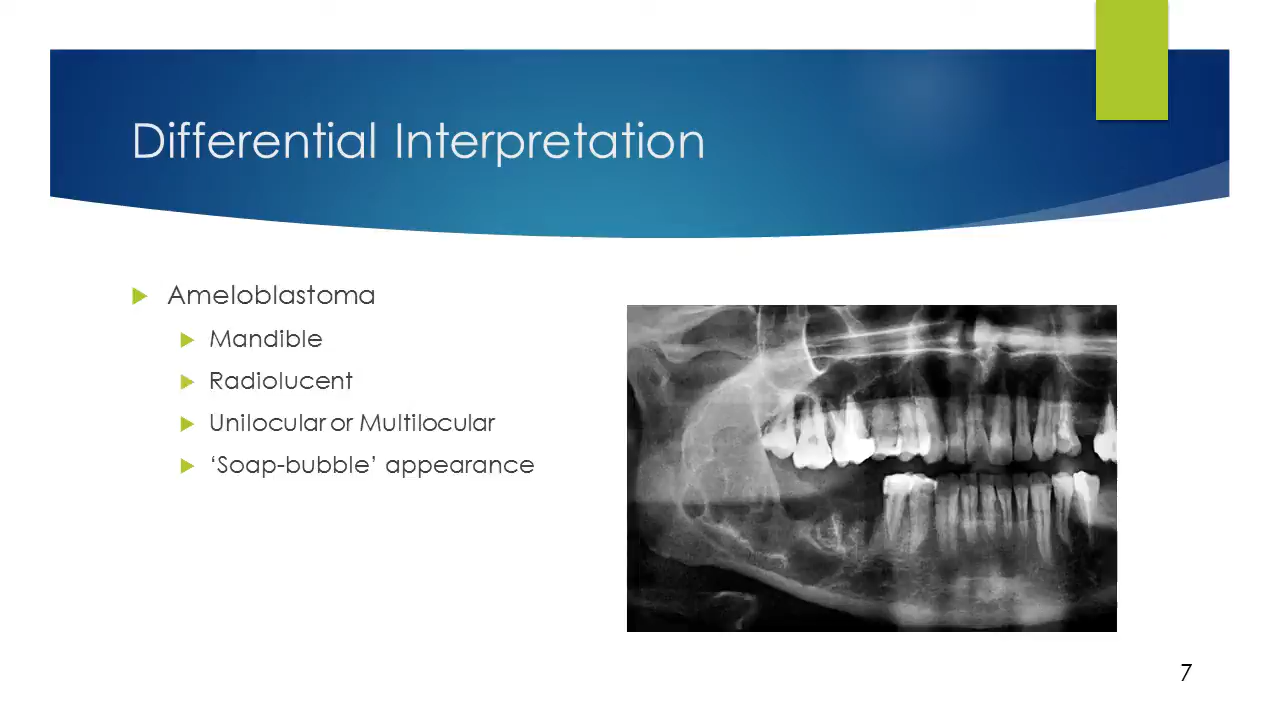 Differential Interpretation
Ameloblastoma
Mandible
Radiolucent
Unilocular or Multilocular
‘Soap-bubble’ appearance
7